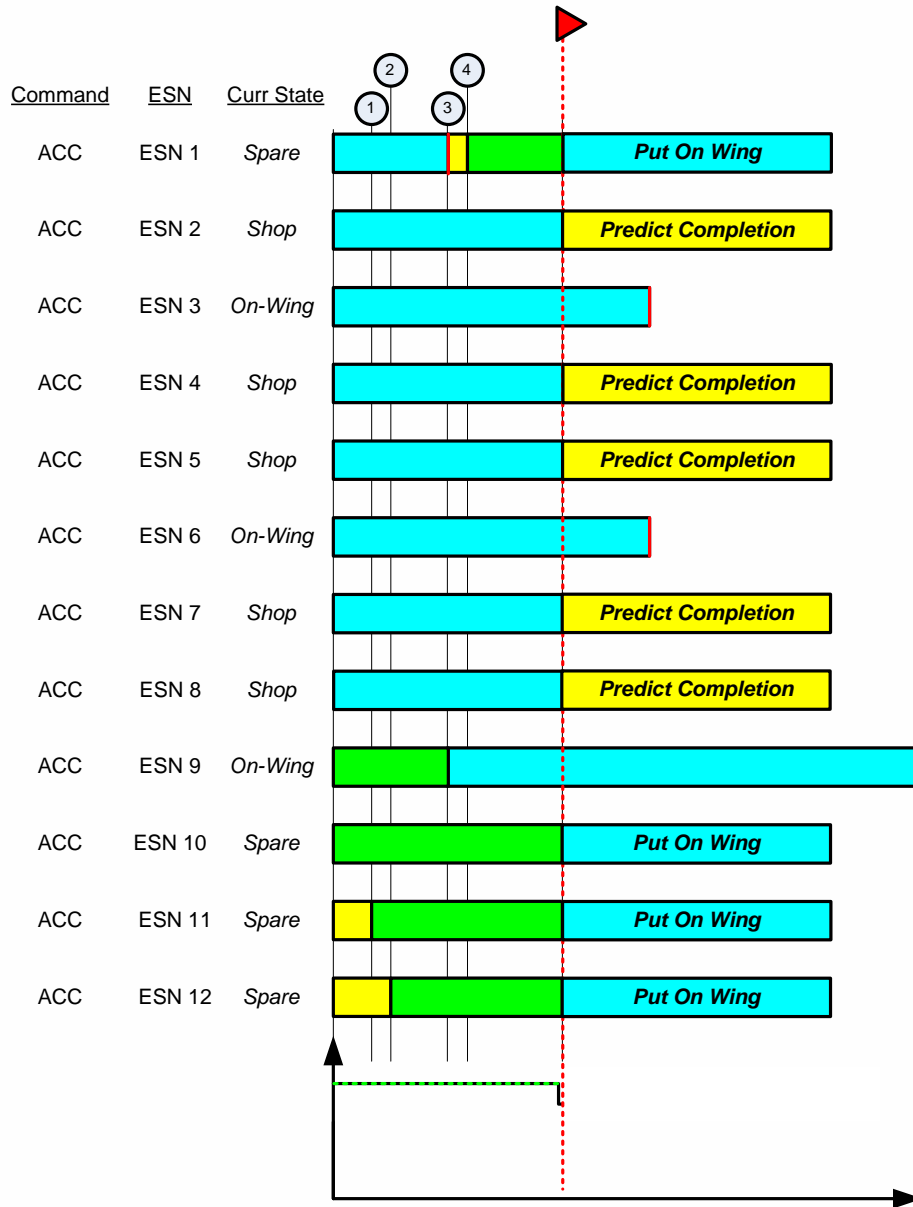 2
4
Command ESN Curr State
1
3
ACC ESN 1 Spare Put On Wing
ACC ESN 2 Shop Predict Completion
ACC ESN 3 On-Wing
ACC ESN 4 Shop Predict Completion
ACC ESN 5 Shop Predict Completion
ACC ESN 6 On-Wing
ACC ESN 7 Shop Predict Completion
ACC ESN 8 Shop Predict Completion
ACC ESN 9 On-Wing
ACC ESN 10 Spare Put On Wing
ACC ESN 11 Spare Put On Wing
ACC ESN 12 Spare Put On Wing